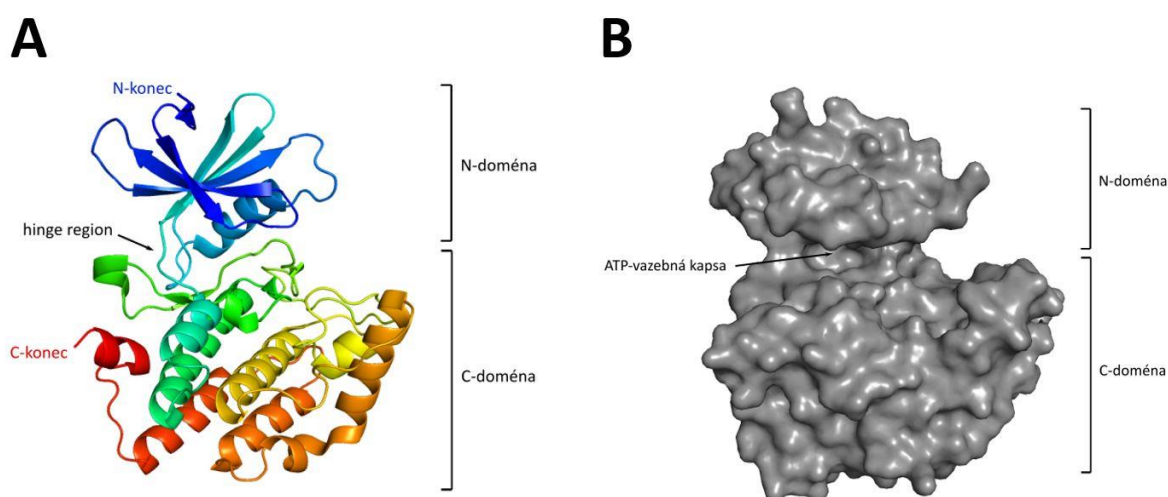 A
B
N-konec
N-doména
hinge region
C-konec
C-doména
N-doména
ATP-vazebná kapsa
C-doména